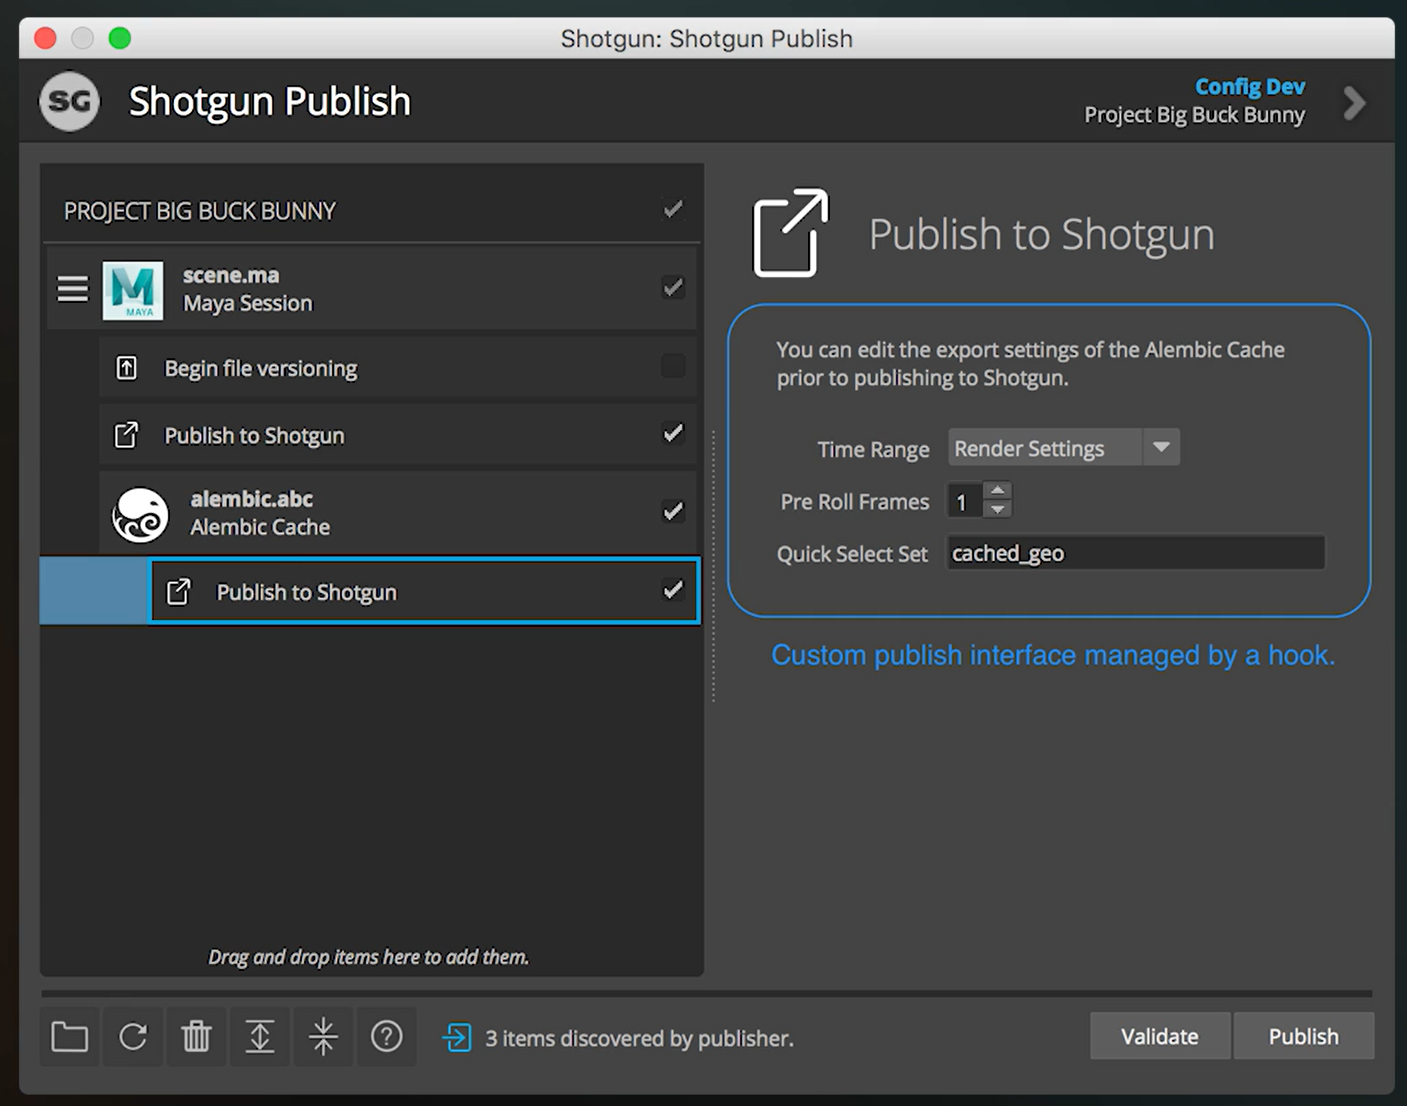 Shotgun: Shotgun Publish
SG
Shotgun Publish
Config Dev
Project Big Buck Bunny
PROJECT BIG BUCK BUNNY
scene.ma
Maya Session
MAYA
Begin file versioning
Publish to Shotgun
alembic.abc
Alembic Cache
Publish to Shotgun
Drag and drop items here to add them.
Publish to Shotgun
You can edit the export settings of the Alembic Cache
prior to publishing to Shotgun.
Time Range Render Settings
Pre Roll Frames 1
Quick Select Set cached_geo
Custom publish interface managed by a hook.
3 items discovered by publisher.
Validate
Publish